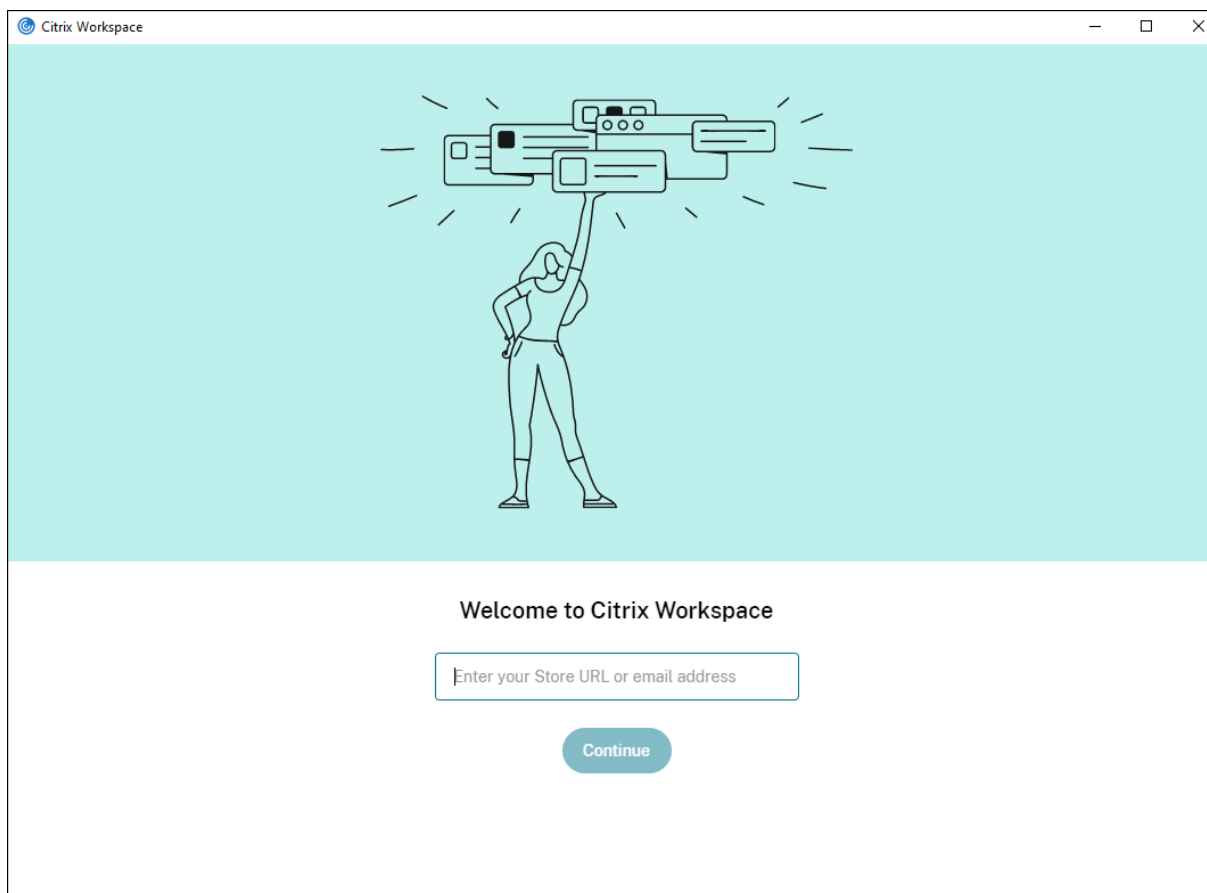 Citrix Workspace
Welcome to Citrix Workspace
Enter your Store URL or email address
Continue